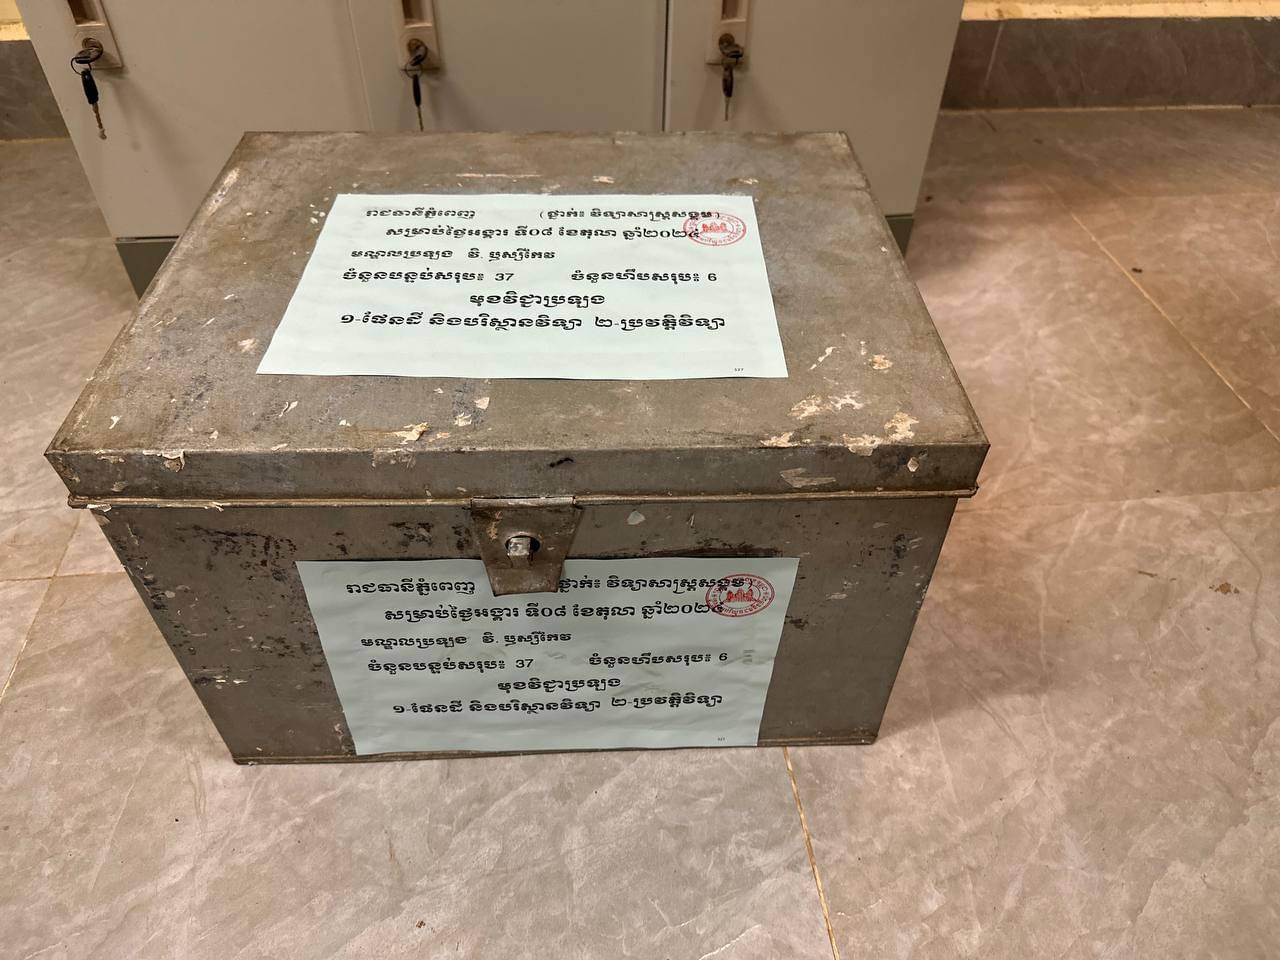 រាជធានីភ្នំពេញ (ថ្នាក់៖ វិទ្យាសាស្ត្រសង្គម)
សម្រាប់ថ្ងៃអង្គារ ទី០៨ ខែតុលា ឆ្នាំ២០២៤
មណ្ឌលប្រឡង វិ. ឫស្សីកែវ
ចំនួនបន្ទប់សរុប៖ 37 ចំនួនហឹបសរុប៖ 6
មុខវិជ្ជាប្រឡង
១-ផែនដី និងបរិស្ថានវិទ្យា ២-ប្រវត្តិវិទ្យា
527
រាជធានីភ្នំពេញ ថ្នាក់៖ វិទ្យាសាស្ត្រសង្គម)
សម្រាប់ថ្ងៃអង្គារ ទី០៨ ខែតុលា ឆ្នាំ២០២៤
មណ្ឌលប្រឡង វិ. ឫស្សីកែវ
ចំនួនបន្ទប់សរុប៖ 37 ចំនួនហឹបសរុប៖ 6
មុខវិជ្ជាប្រឡង
១-ផែនដី និងបរិស្ថានវិទ្យា ២-ប្រវត្តិវិទ្យា
527